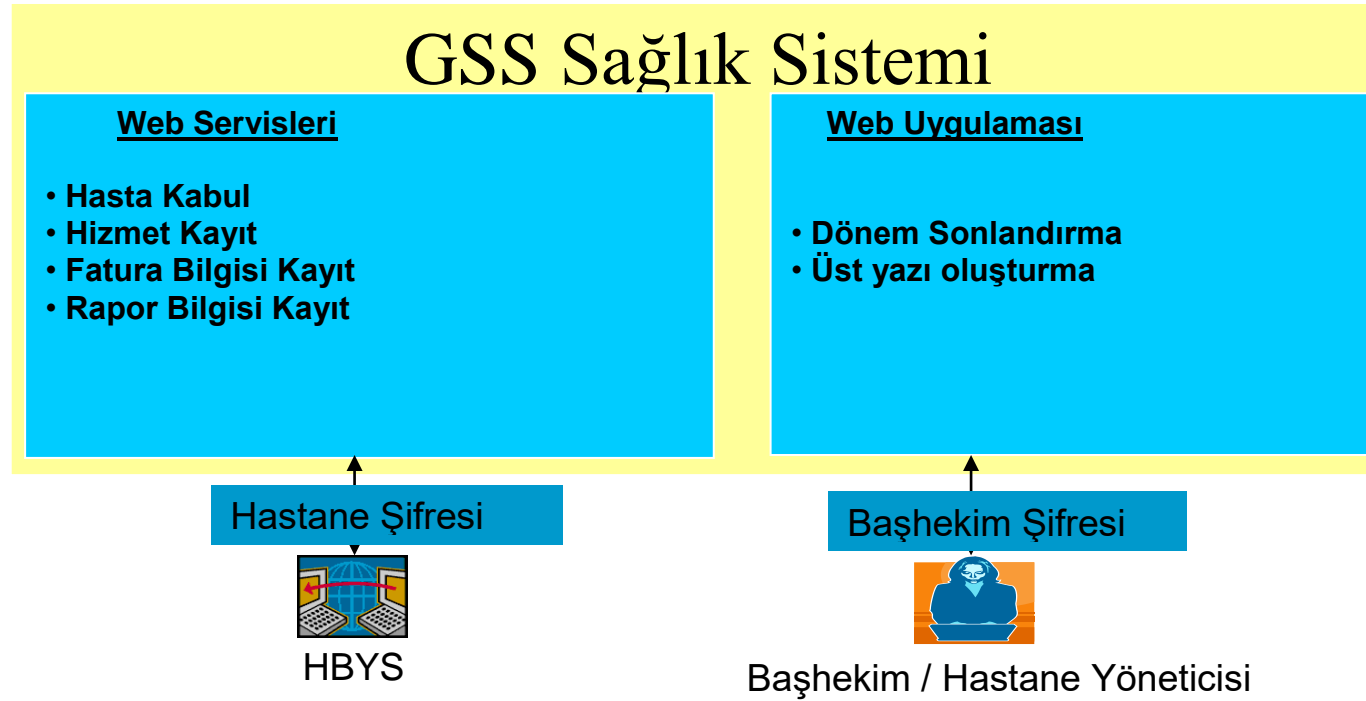 GSS Sağlık Sistemi
Web Servisleri
• Hasta Kabul
• Hizmet Kayıt
• Fatura Bilgisi Kayıt
• Rapor Bilgisi Kayıt
Web Uygulaması
• Dönem Sonlandırma
• Üst yazı oluşturma
Hastane Şifresi
Başhekim Şifresi
HBYS
Başhekim / Hastane Yöneticisi